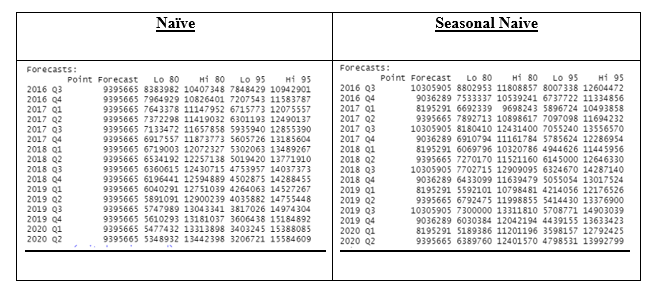 Naïve
Forecasts:
Point Forecast Lo 80 Hi 80 Lo 95 Hi 95
2016 Q3 9395665 8383982 10407348 7848429 10942901
2016 Q4 9395665 7964929 10826401 7207543 11583787
2017 Q1 9395665 7643378 11147952 6715773 12075557
2017 Q2 9395665 7372298 11419032 6301193 12490137
2017 Q3 9395665 7133472 11657858 5935940 12855390
2017 Q4 9395665 6917557 11873773 5605726 13185604
2018 Q1 9395665 6719003 12072327 5302063 13489267
2018 Q2 9395665 6534192 12257138 5019420 13771910
2018 Q3 9395665 6360615 12430715 4753957 14037373
2018 Q4 9395665 6196441 12594889 4502875 14288455
2019 Q1 9395665 6040291 12751039 4264063 14527267
2019 Q2 9395665 5891091 12900239 4035882 14755448
2019 Q3 9395665 5747989 13043341 3817026 14974304
2019 Q4 9395665 5610293 13181037 3606438 15184892
2020 Q1 9395665 5477432 13313898 3403245 15388085
2020 Q2 9395665 5348932 13442398 3206721 15584609
Seasonal Naive
Forecasts:
Point Forecast Lo 80 Hi 80 Lo 95 Hi 95
2016 Q3 10305905 8802953 11808857 8007338 12604472
2016 Q4 9036289 7533337 10539241 6737722 11334856
2017 Q1 8195291 6692339 9698243 5896724 10493858
2017 Q2 9395665 7892713 10898617 7097098 11694232
2017 Q3 10305905 8180410 12431400 7055240 13556570
2017 Q4 9036289 6910794 11161784 5785624 12286954
2018 Q1 8195291 6069796 10320786 4944626 11445956
2018 Q2 9395665 7270170 11521160 6145000 12646330
2018 Q3 10305905 7702715 12909095 6324670 14287140
2018 Q4 9036289 6433099 11639479 5055054 13017524
2019 Q1 8195291 5592101 10798481 4214056 12176526
2019 Q2 9395665 6792475 11998855 5414430 13376900
2019 Q3 10305905 7300000 13311810 5708771 14903039
2019 Q4 9036289 6030384 12042194 4439155 13633423
2020 Q1 8195291 5189386 11201196 3598157 12792425
2020 Q2 9395665 6389760 12401570 4798531 13992799